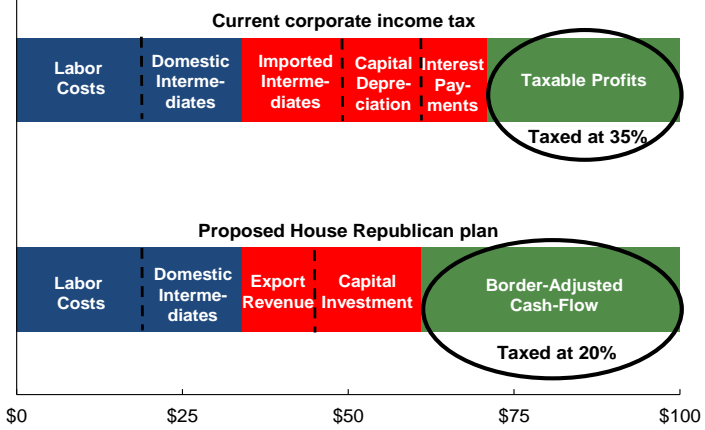 Current corporate income tax
Labor
Costs
Domestic
Interme-
diates
Imported
Interme-
diates
Capital
Depre-
ciation
Interest
Pay-
ments
Taxable Profits
Taxed at 35%
Proposed House Republican plan
Labor
Costs
Domestic
Interme-
diates
Export
Revenue
Capital
Investment
Border-Adjusted
Cash-Flow
Taxed at 20%
$0
$25
$50
$75
$100